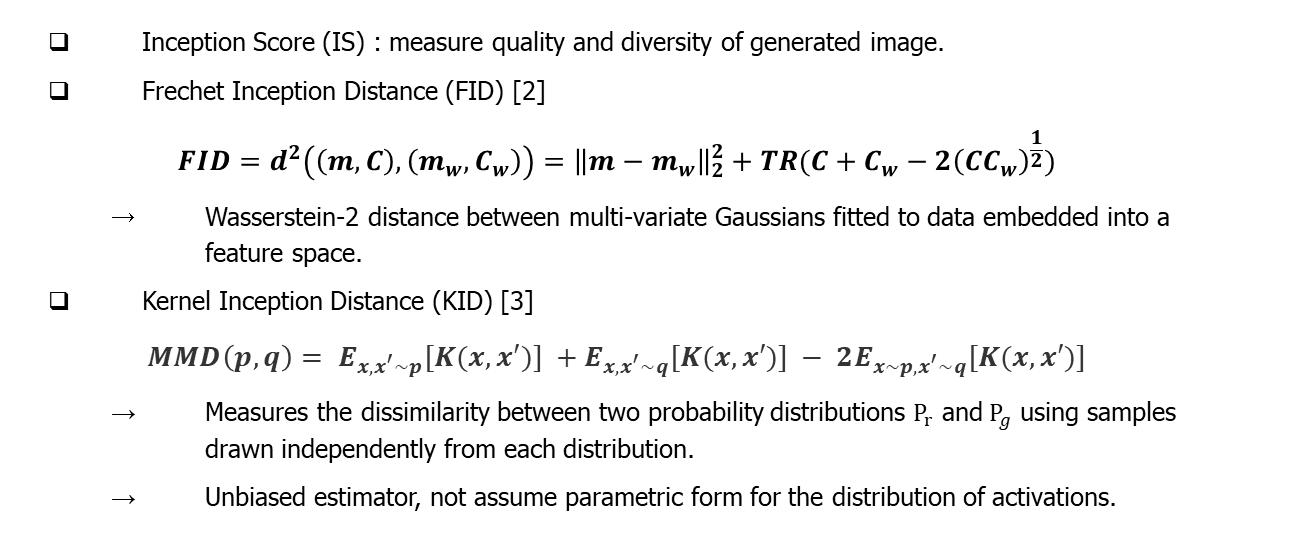 ❑ Inception Score (IS) : measure quality and diversity of generated image.
❑ Frechet Inception Distance (FID) [2]
FID = d²((m, C), (m_w, C_w)) = ‖m − m_w‖₂² + TR(C + C_w − 2(CC_w)^(1/2))
→ Wasserstein-2 distance between multi-variate Gaussians fitted to data embedded into a
feature space.
❑ Kernel Inception Distance (KID) [3]
MMD(p, q) = E_{x,x′~p}[K(x, x′)] + E_{x,x′~q}[K(x, x′)] − 2E_{x~p,x′~q}[K(x, x′)]
→ Measures the dissimilarity between two probability distributions P_r and P_g using samples
drawn independently from each distribution.
→ Unbiased estimator, not assume parametric form for the distribution of activations.